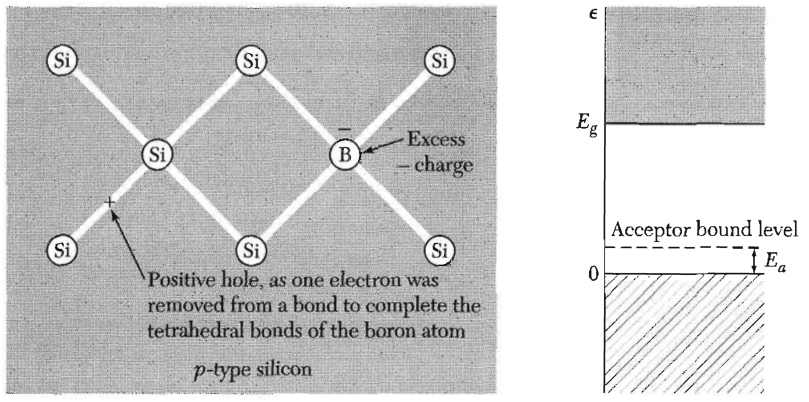 Si
Si
Si
Si
B
–
Excess
– charge
+
Si
Si
Si
Positive hole, as one electron was
removed from a bond to complete the
tetrahedral bonds of the boron atom
p-type silicon
ϵ
E_g
Acceptor bound level
E_a
0